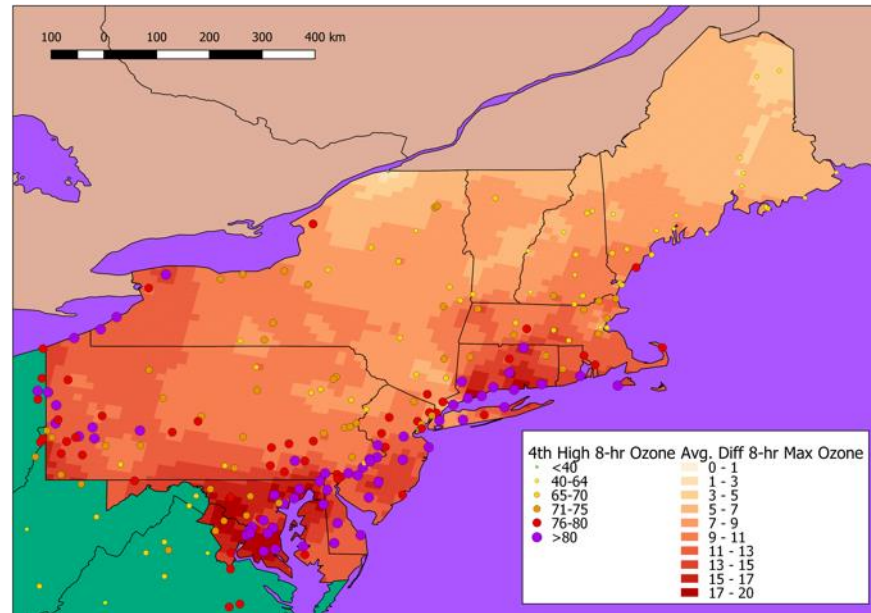 100 0 100 200 300 400 km
4th High 8-hr Ozone Avg. Diff 8-hr Max Ozone
<40 0 - 1
40-64 1 - 3
65-70 3 - 5
71-75 5 - 7
76-80 7 - 9
>80 9 - 11
11 - 13
13 - 15
15 - 17
17 - 20